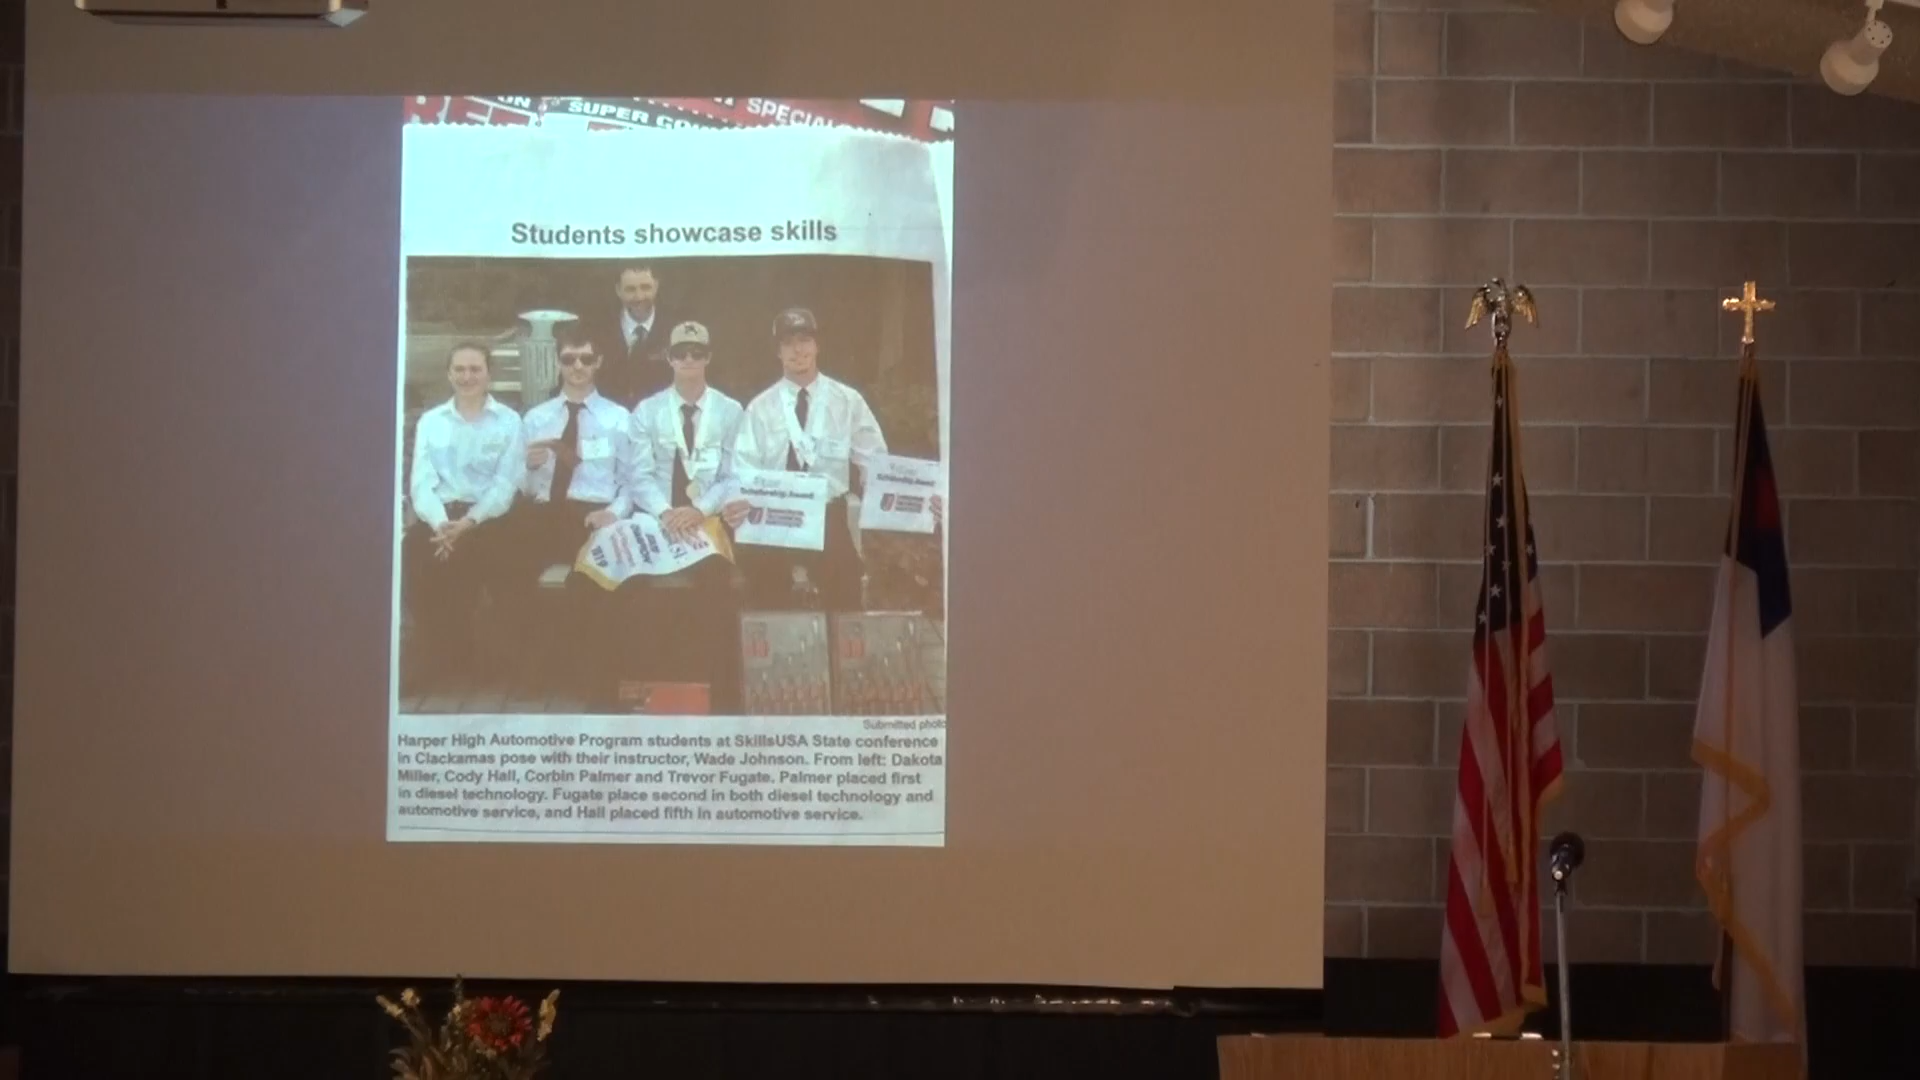 SUPER
SPECIAL
Students showcase skills
Scholarship Award
Scholarship Award
Submitted photo
Harper High Automotive Program students at SkillsUSA State conference
in Clackamas pose with their instructor, Wade Johnson. From left: Dakota
Miller, Cody Hall, Corbin Palmer and Trevor Fugate. Palmer placed first
in diesel technology. Fugate place second in both diesel technology and
automotive service, and Hall placed fifth in automotive service.